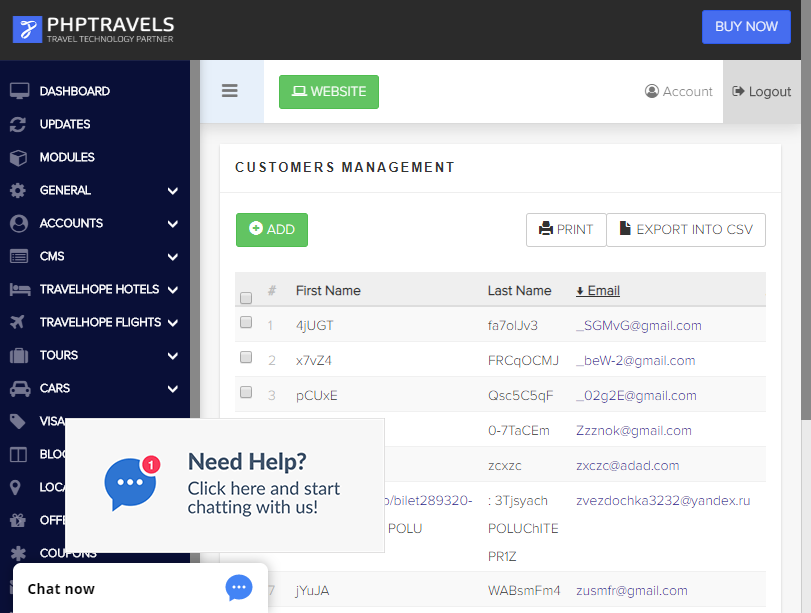 PHPTRAVELS
TRAVEL TECHNOLOGY PARTNER
BUY NOW
DASHBOARD
UPDATES
MODULES
GENERAL
ACCOUNTS
CMS
TRAVELHOPE HOTELS
TRAVELHOPE FLIGHTS
TOURS
CARS
VISA
BLO
LOCA
OFFE
COUPONS
WEBSITE
Account
Logout
CUSTOMERS MANAGEMENT
ADD
PRINT
EXPORT INTO CSV
# First Name Last Name Email
1 4jUGT fa7olJv3 _SGMvG@gmail.com
2 x7vZ4 FRCqOCMJ _beW-2@gmail.com
3 pCUxE Qsc5C5qF _02g2E@gmail.com
0-7TaCEm Zzznok@gmail.com
zcxzc zxczc@adad.com
/bilet289320- : 3Tjsyach zvezdochka3232@yandex.ru
POLU POLUChITE
PR1Z
7 jYuJA WABsmFm4 zusmfr@gmail.com
1
Need Help?
Click here and start
chatting with us!
Chat now